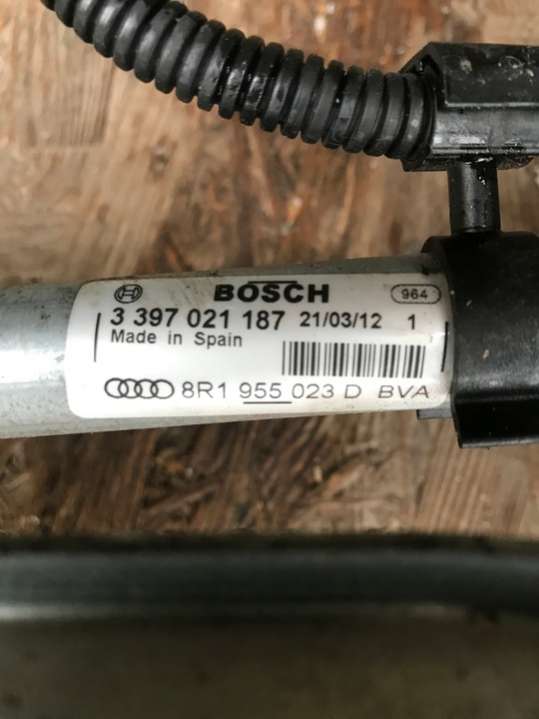 BOSCH 964
3 397 021 187 21/03/12 1
Made in Spain
8R1 955 023 D BVA